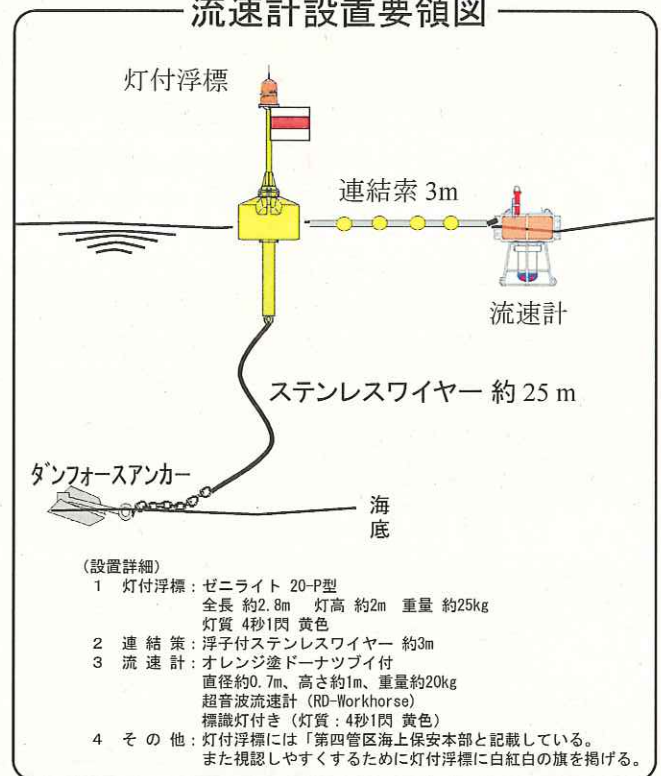 流速計設置要領図
灯付浮標
連結索 3m
流速計
ステンレスワイヤー 約 25 m
ダンフォースアンカー
海底
(設置詳細)
1 灯付浮標：ゼニライト 20-P型
全長 約2.8m 灯高 約2m 重量 約25kg
灯質 4秒1閃 黄色
2 連結策：浮子付ステンレスワイヤー 約3m
3 流速計：オレンジ塗ドーナツブイ付
直径約0.7m、高さ約1m、重量約20kg
超音波流速計 (RD-Workhorse)
標識灯付き (灯質：4秒1閃 黄色)
4 その他：灯付浮標には「第四管区海上保安本部と記載している。
また視認しやすくするために灯付浮標に白紅白の旗を掲げる。